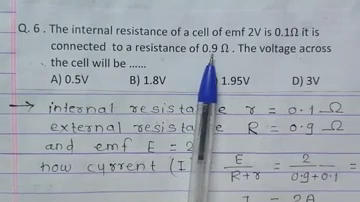 Q. 6 . The internal resistance of a cell of emf 2V is 0.1Ω it is
connected to a resistance of 0.9 Ω . The voltage across
the cell will be ......
A) 0.5V B) 1.8V 1.95V D) 3V
→ internal resista e r = 0.1 Ω
external resista e R = 0.9 Ω
and emf E = 2
now current (I E/R+r = 2/0.9+0.1 =
I = 2A